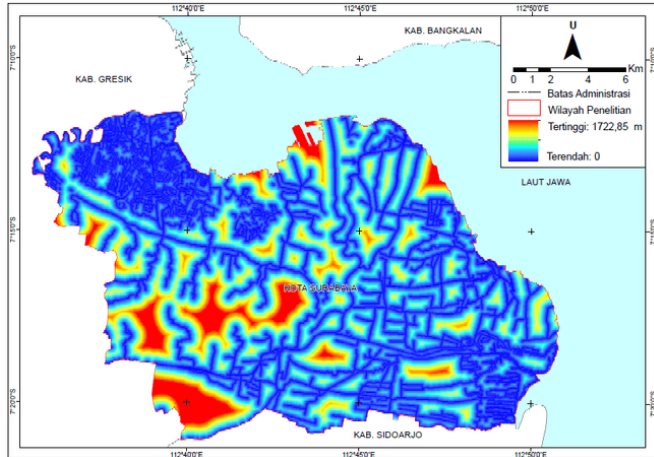 112°40'0"E 112°45'0"E 112°50'0"E
KAB. BANGKALAN
KAB. GRESIK
U
Km
0 1 2 4 6
Batas Administrasi
Wilayah Penelitian
Tertinggi: 1722,85 m
Terendah: 0
LAUT JAWA
7°10'0"S
7°15'0"S
KOTA SURABAYA
7°20'0"S
KAB. SIDOARJO
112°40'0"E 112°45'0"E 112°50'0"E